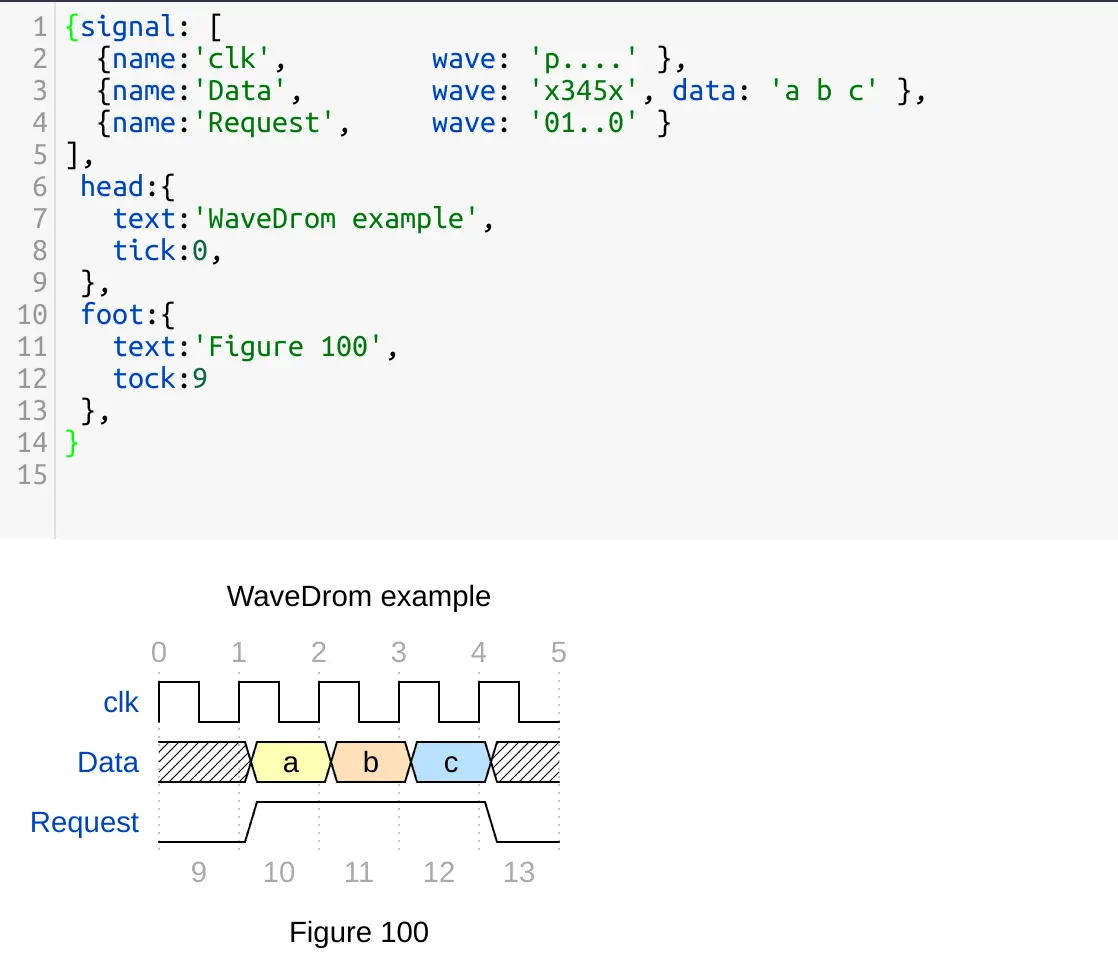 1 {signal: [
2   {name:'clk',         wave: 'p....' },
3   {name:'Data',        wave: 'x345x', data: 'a b c' },
4   {name:'Request',     wave: '01..0' }
5 ],
6  head:{
7    text:'WaveDrom example',
8    tick:0,
9  },
10  foot:{
11    text:'Figure 100',
12    tock:9
13  },
14 }
15
WaveDrom example
0 1 2 3 4 5
clk
Data a b c
Request
9 10 11 12 13
Figure 100